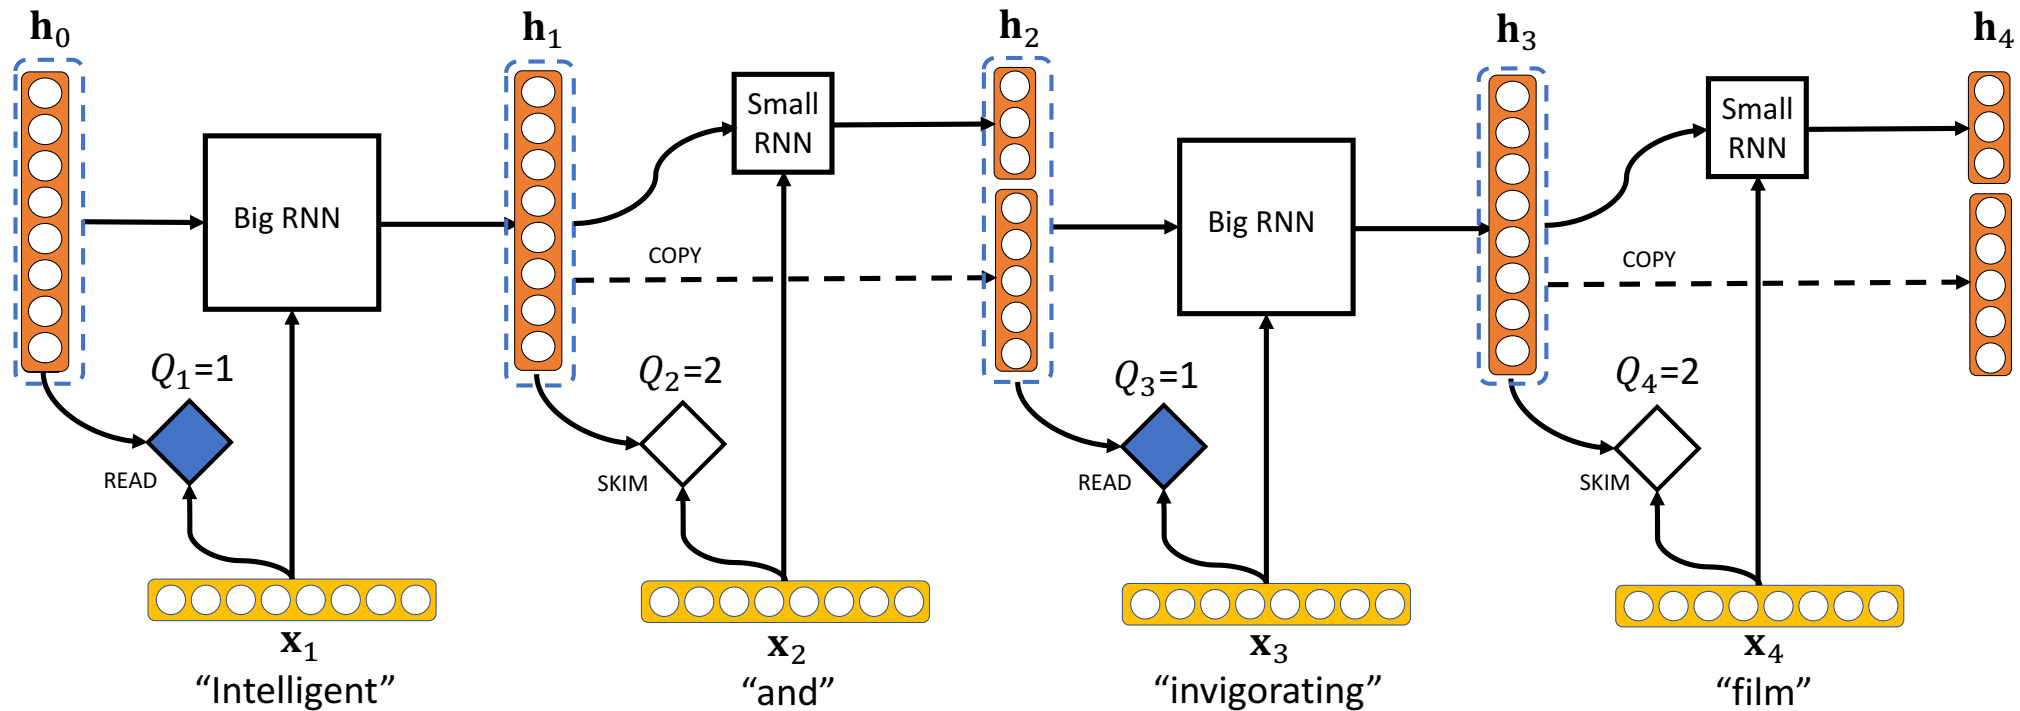 h₀
h₁
h₂
h₃
h₄
Small
RNN
Small
RNN
Big RNN
Big RNN
COPY
COPY
Q₁=1
Q₂=2
Q₃=1
Q₄=2
READ
SKIM
READ
SKIM
x₁
x₂
x₃
x₄
“Intelligent”
“and”
“invigorating”
“film”